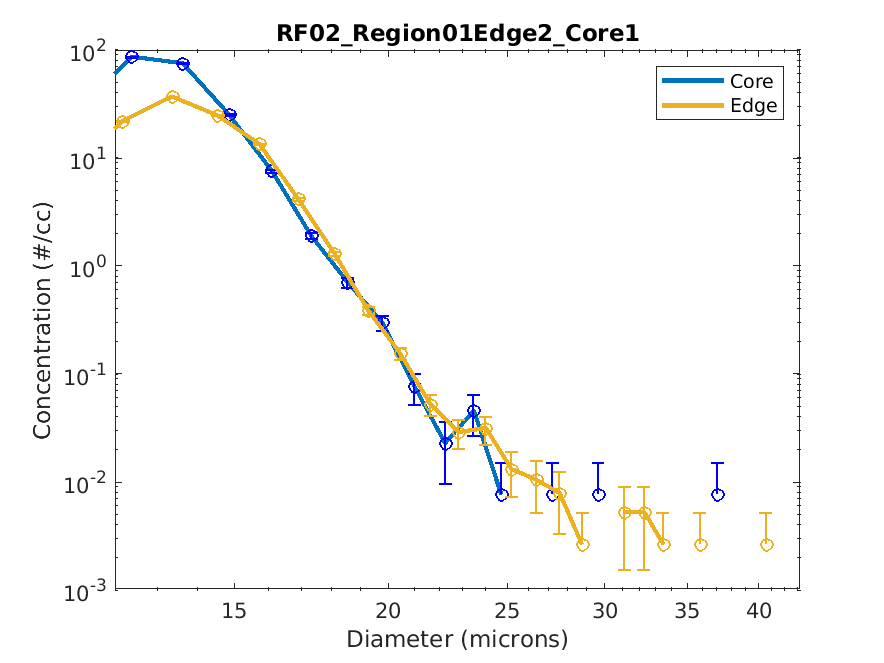 RF02_Region01Edge2_Core1
10^2
10^1
10^0
10^-1
10^-2
10^-3
Concentration (#/cc)
Core
Edge
15 20 25 30 35 40
Diameter (microns)